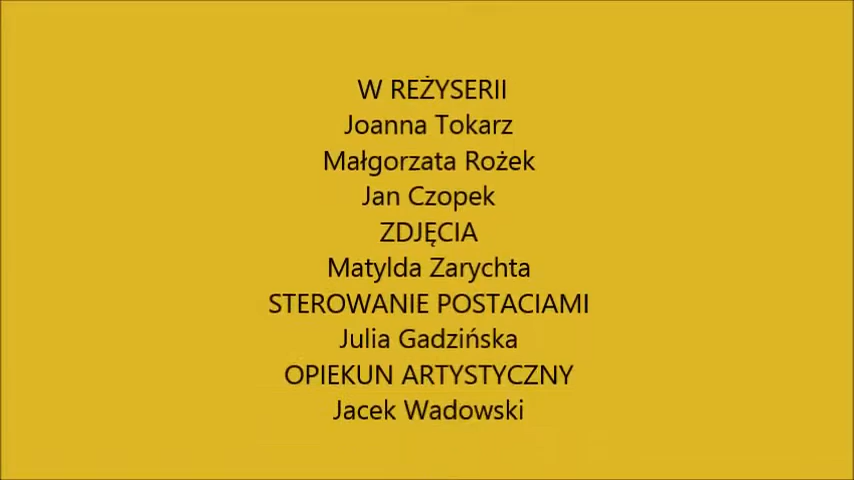 W REŻYSERII
Joanna Tokarz
Małgorzata Rożek
Jan Czopek
ZDJĘCIA
Matylda Zarychta
STEROWANIE POSTACIAMI
Julia Gadzińska
OPIEKUN ARTYSTYCZNY
Jacek Wadowski